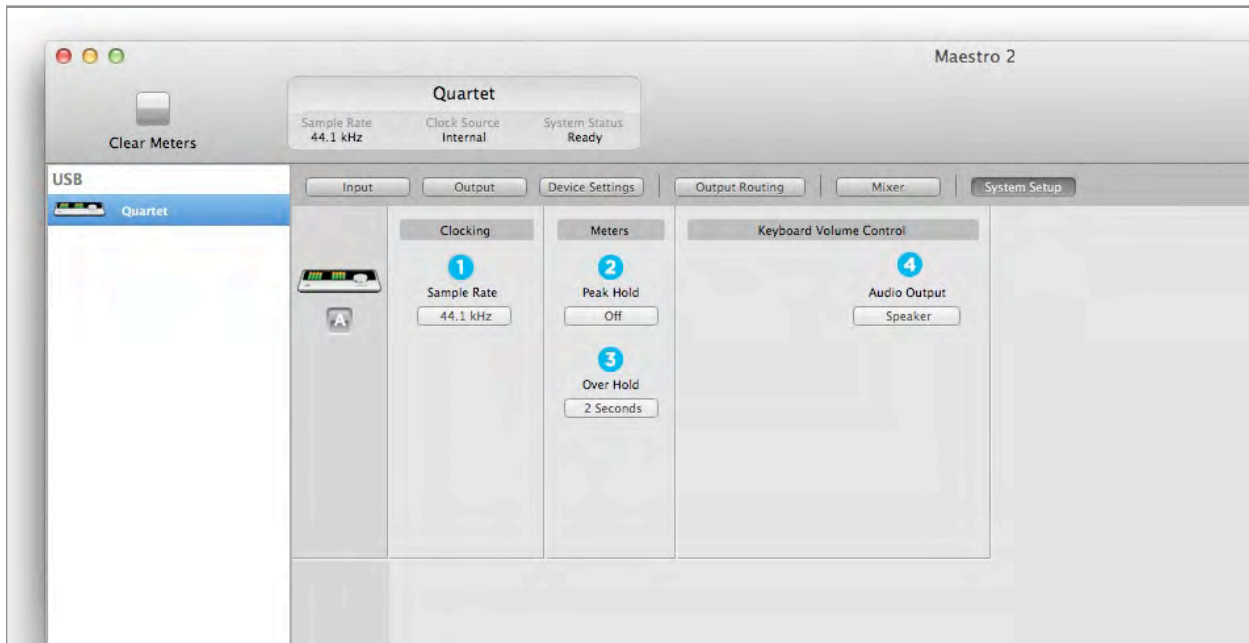 Maestro 2
Clear Meters
Quartet
Sample Rate Clock Source System Status
44.1 kHz Internal Ready
USB
Quartet
Input Output Device Settings Output Routing Mixer System Setup
Clocking Meters Keyboard Volume Control
1 2 4
Sample Rate Peak Hold Audio Output
A 44.1 kHz Off Speaker
3
Over Hold
2 Seconds